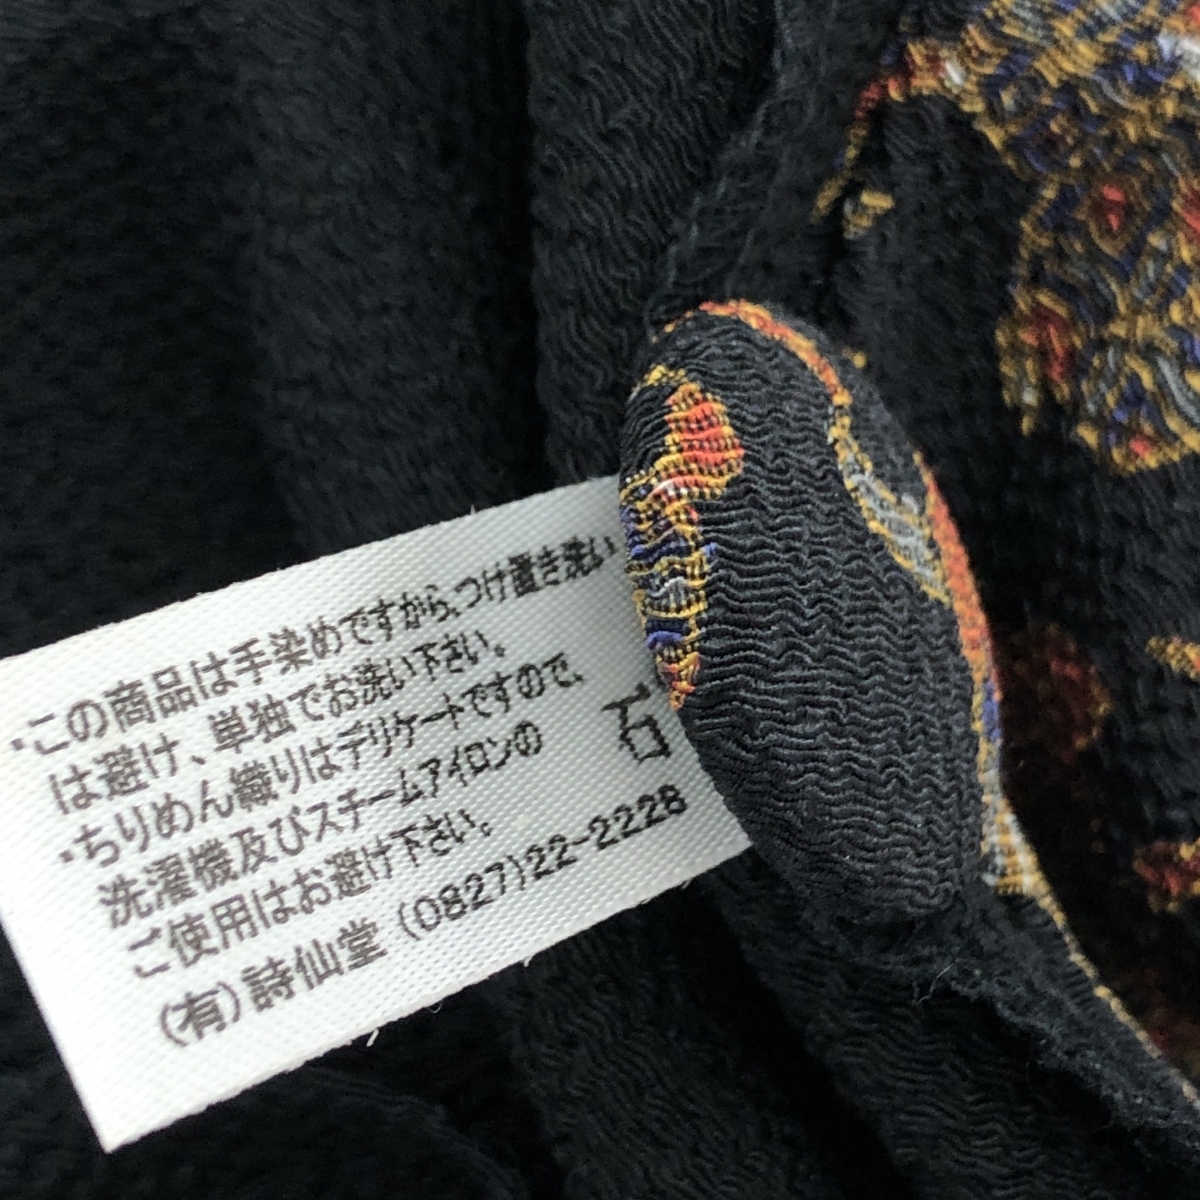 ・この商品は手染めですから、つけ置き洗い
は避け、単独でお洗い下さい。
・ちりめん織りはデリケートですので、
洗濯機及びスチームアイロンの
ご使用はお避け下さい。
石
(有)詩仙堂 (0827)22-2228